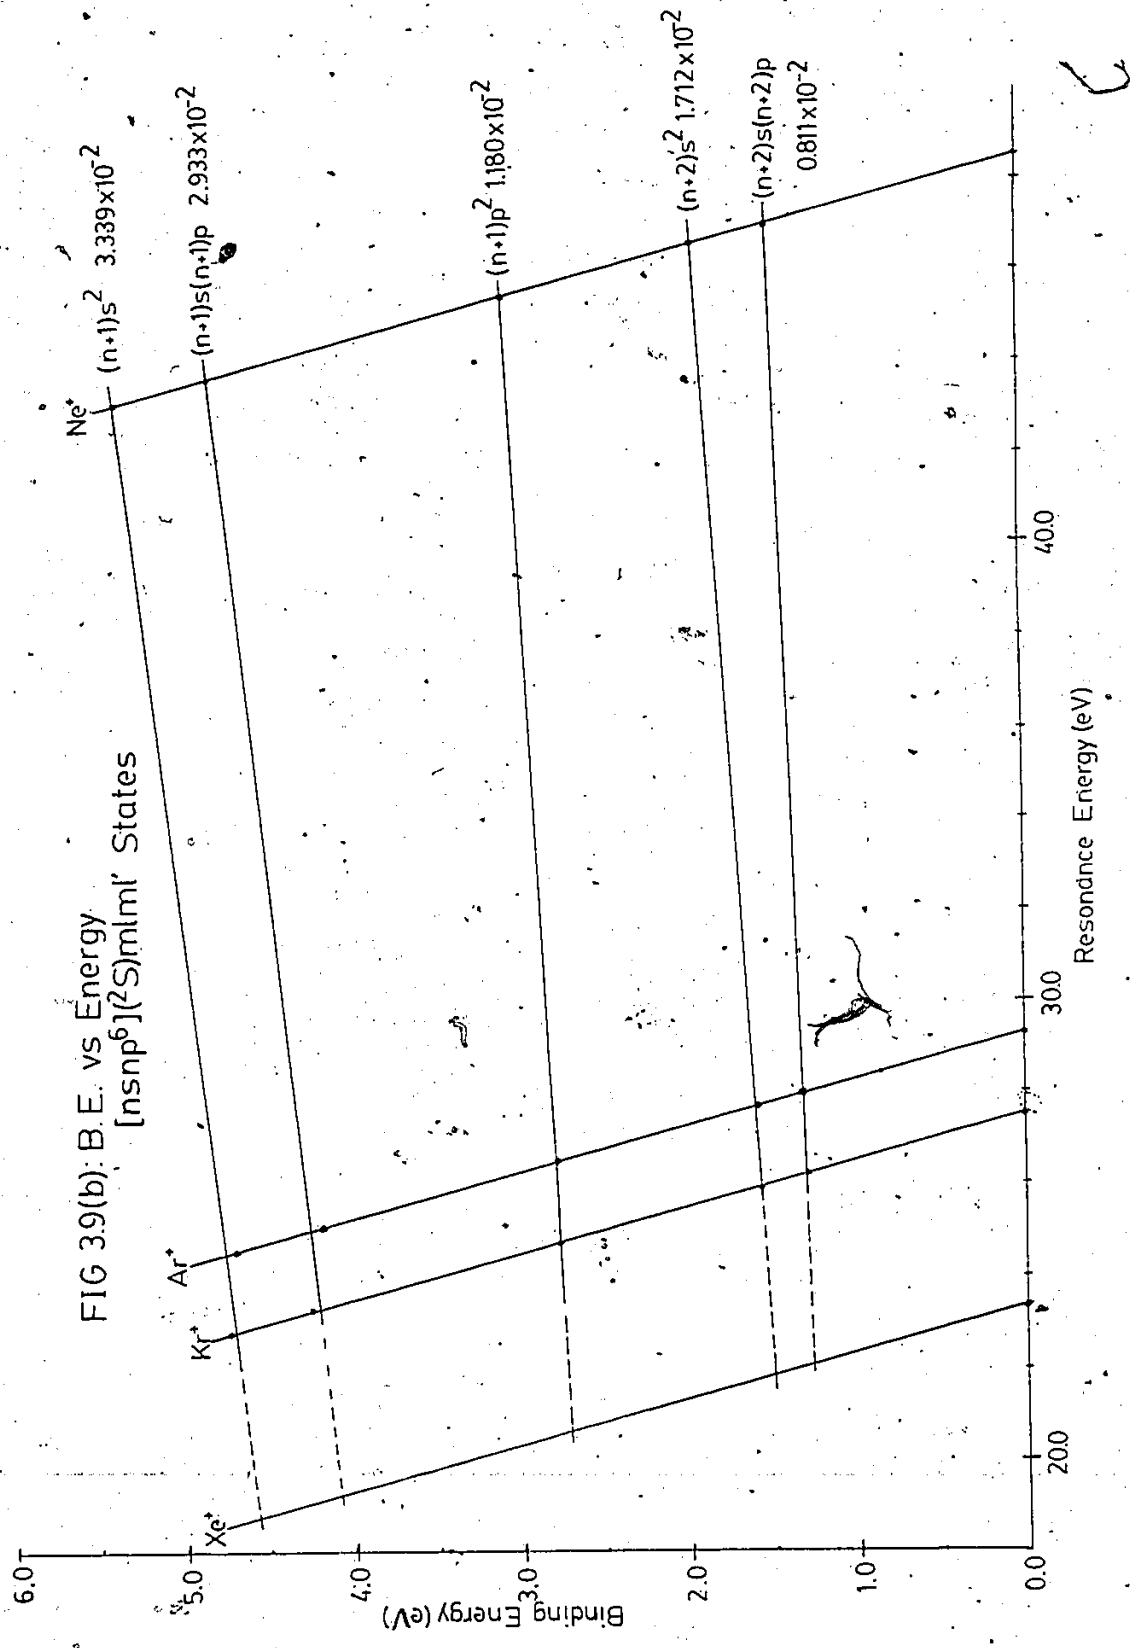 FIG 3.9(b): B.E. vs Energy
[nsnp⁶](²S)mlml' States
Ne⁺
(n+1)s² 3.339x10⁻²
(n+1)s(n+1)p 2.933x10⁻²
(n+1)p² 1.180x10⁻²
(n+2)s² 1.712x10⁻²
(n+2)s(n+2)p
0.811x10⁻²
Ar⁺
Kr⁺
Xe⁺
6.0
5.0
4.0
3.0
2.0
1.0
0.0
Binding Energy (eV)
20.0
30.0
40.0
Resondnce Energy (eV)